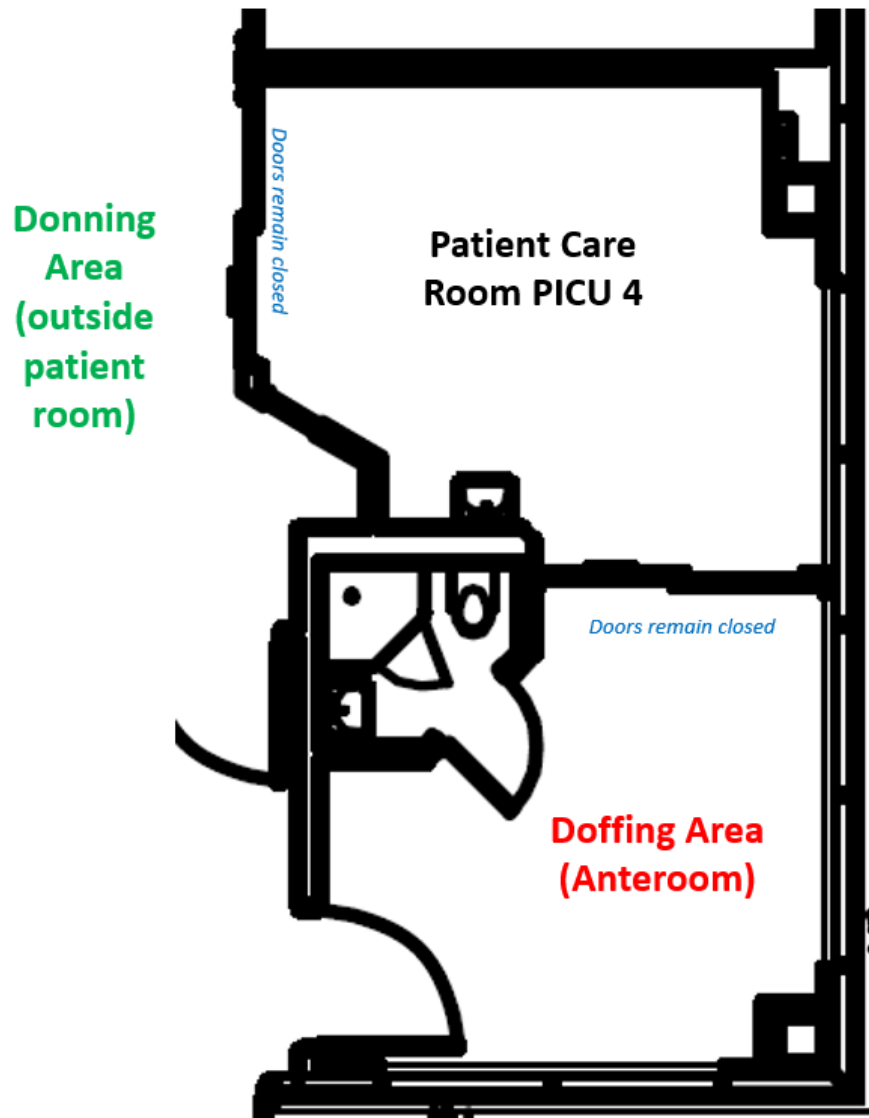 Donning
Area
(outside
patient
room)
Doors remain closed
Patient Care
Room PICU 4
Doors remain closed
Doffing Area
(Anteroom)